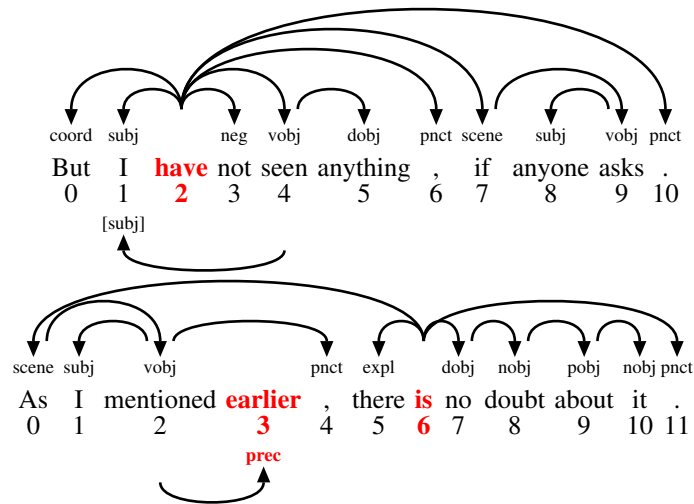 coord subj neg vobj dobj pnct scene subj vobj pnct
But I have not seen anything , if anyone asks .
0 1 2 3 4 5 6 7 8 9 10
[subj]
scene subj vobj pnct expl dobj nobj pobj nobj pnct
As I mentioned earlier , there is no doubt about it .
0 1 2 3 4 5 6 7 8 9 10 11
prec